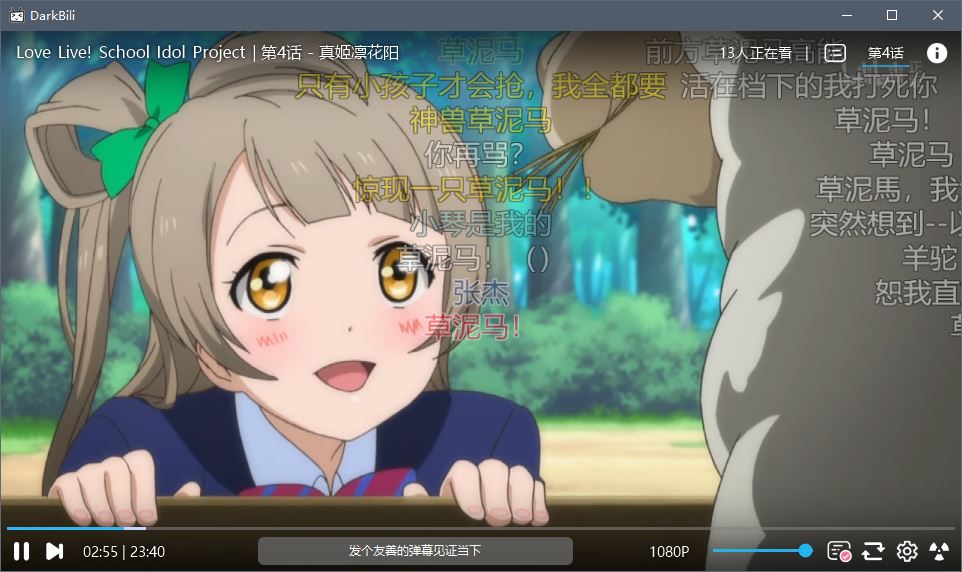 DarkBili
Love Live! School Idol Project | 第4话 - 真姬凛花阳
13人正在看 |
第4话
草泥马
前方草泥马高能
只有小孩子才会抢，我全都要
活在档下的我打死你
神兽草泥马
草泥马！
你再骂？
草泥马
惊现一只草泥马！！
草泥馬，我
小琴是我的
突然想到--以
草泥马！（）
羊驼
张杰
恕我直
草泥马！
02:55 | 23:40
发个友善的弹幕见证当下
1080P